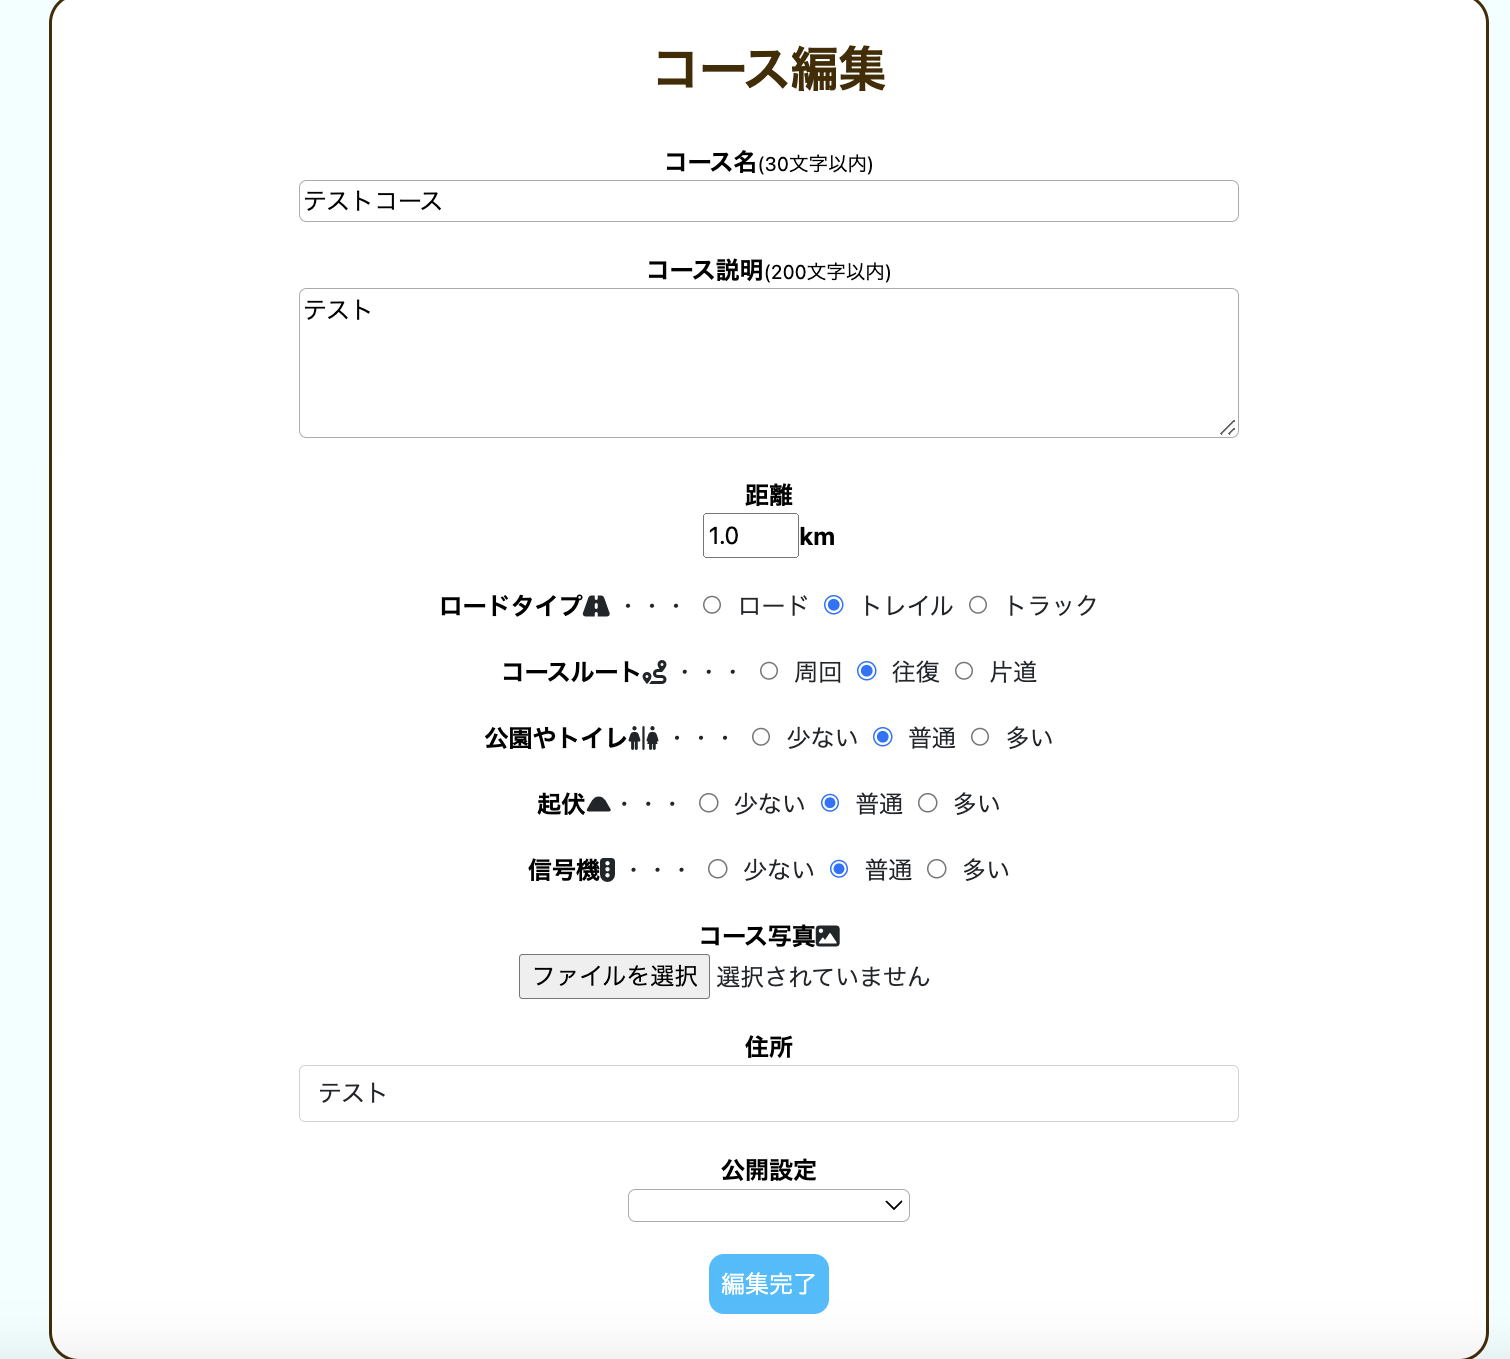 コース編集
コース名(30文字以内)
テストコース
コース説明(200文字以内)
テスト
距離
1.0 km
ロードタイプ ・・・ ロード トレイル トラック
コースルート ・・・ 周回 往復 片道
公園やトイレ ・・・ 少ない 普通 多い
起伏 ・・・ 少ない 普通 多い
信号機 ・・・ 少ない 普通 多い
コース写真
ファイルを選択 選択されていません
住所
テスト
公開設定
編集完了